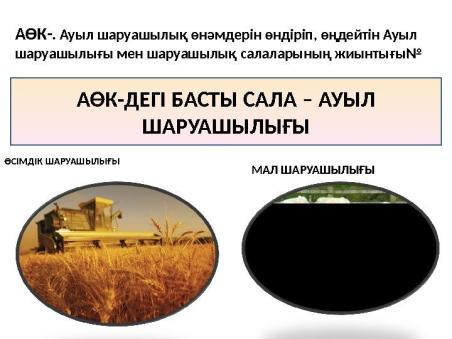 АӨК-. Ауыл шаруашылық өнәмдерін өндіріп, өңдейтін Ауыл
шаруашылығы мен шаруашылық салаларының жиынтығы№
АӨК-ДЕГІ БАСТЫ САЛА – АУЫЛ
ШАРУАШЫЛЫҒЫ
ӨСІМДІК ШАРУАШЫЛЫҒЫ
МАЛ ШАРУАШЫЛЫҒЫ